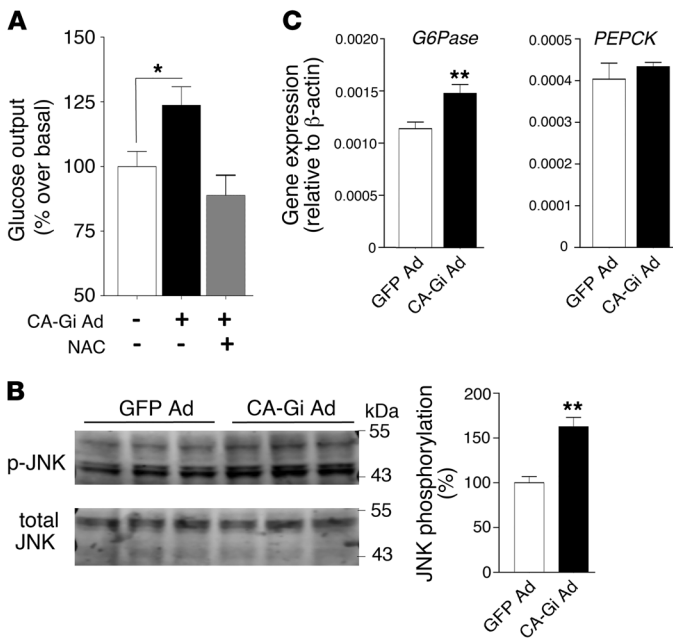 A
150
125
100
75
50
Glucose output
(% over basal)
*
CA-Gi Ad - + +
NAC - - +
C
G6Pase
0.0020
0.0015
0.0010
0.0005
0
Gene expression
(relative to β-actin)
**
GFP Ad
CA-Gi Ad
PEPCK
0.0005
0.0004
0.0003
0.0002
0.0001
0
GFP Ad
CA-Gi Ad
B
GFP Ad CA-Gi Ad kDa
p-JNK
55
43
total
JNK
55
43
200
150
100
50
0
JNK phosphorylation
(%)
**
GFP Ad
CA-Gi Ad